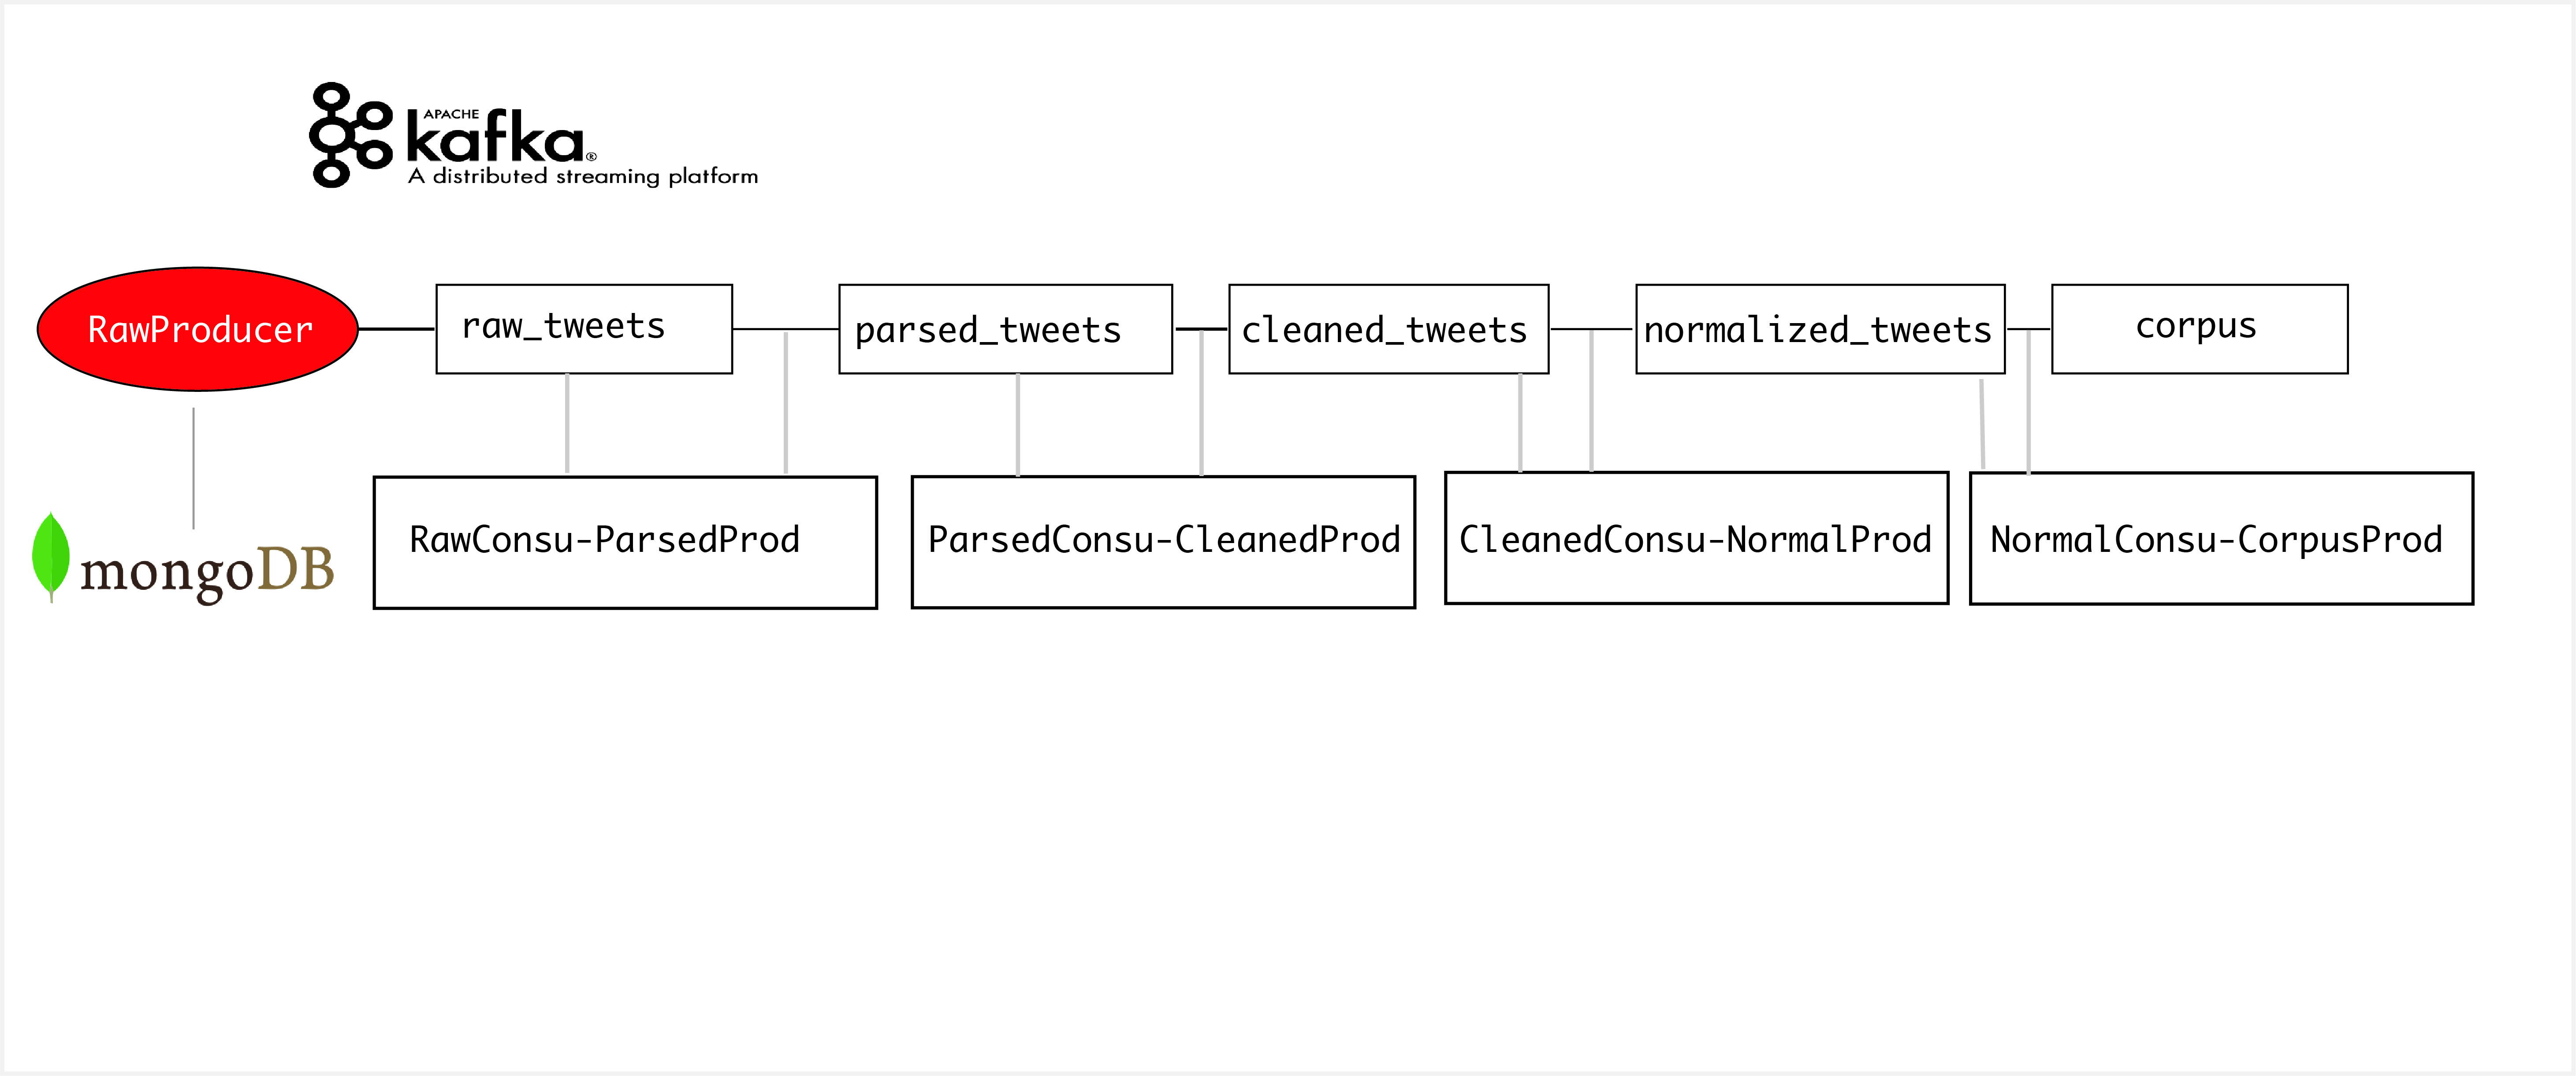 APACHE
kafka®
A distributed streaming platform
RawProducer
raw_tweets
parsed_tweets
cleaned_tweets
normalized_tweets
corpus
mongoDB
RawConsu-ParsedProd
ParsedConsu-CleanedProd
CleanedConsu-NormalProd
NormalConsu-CorpusProd